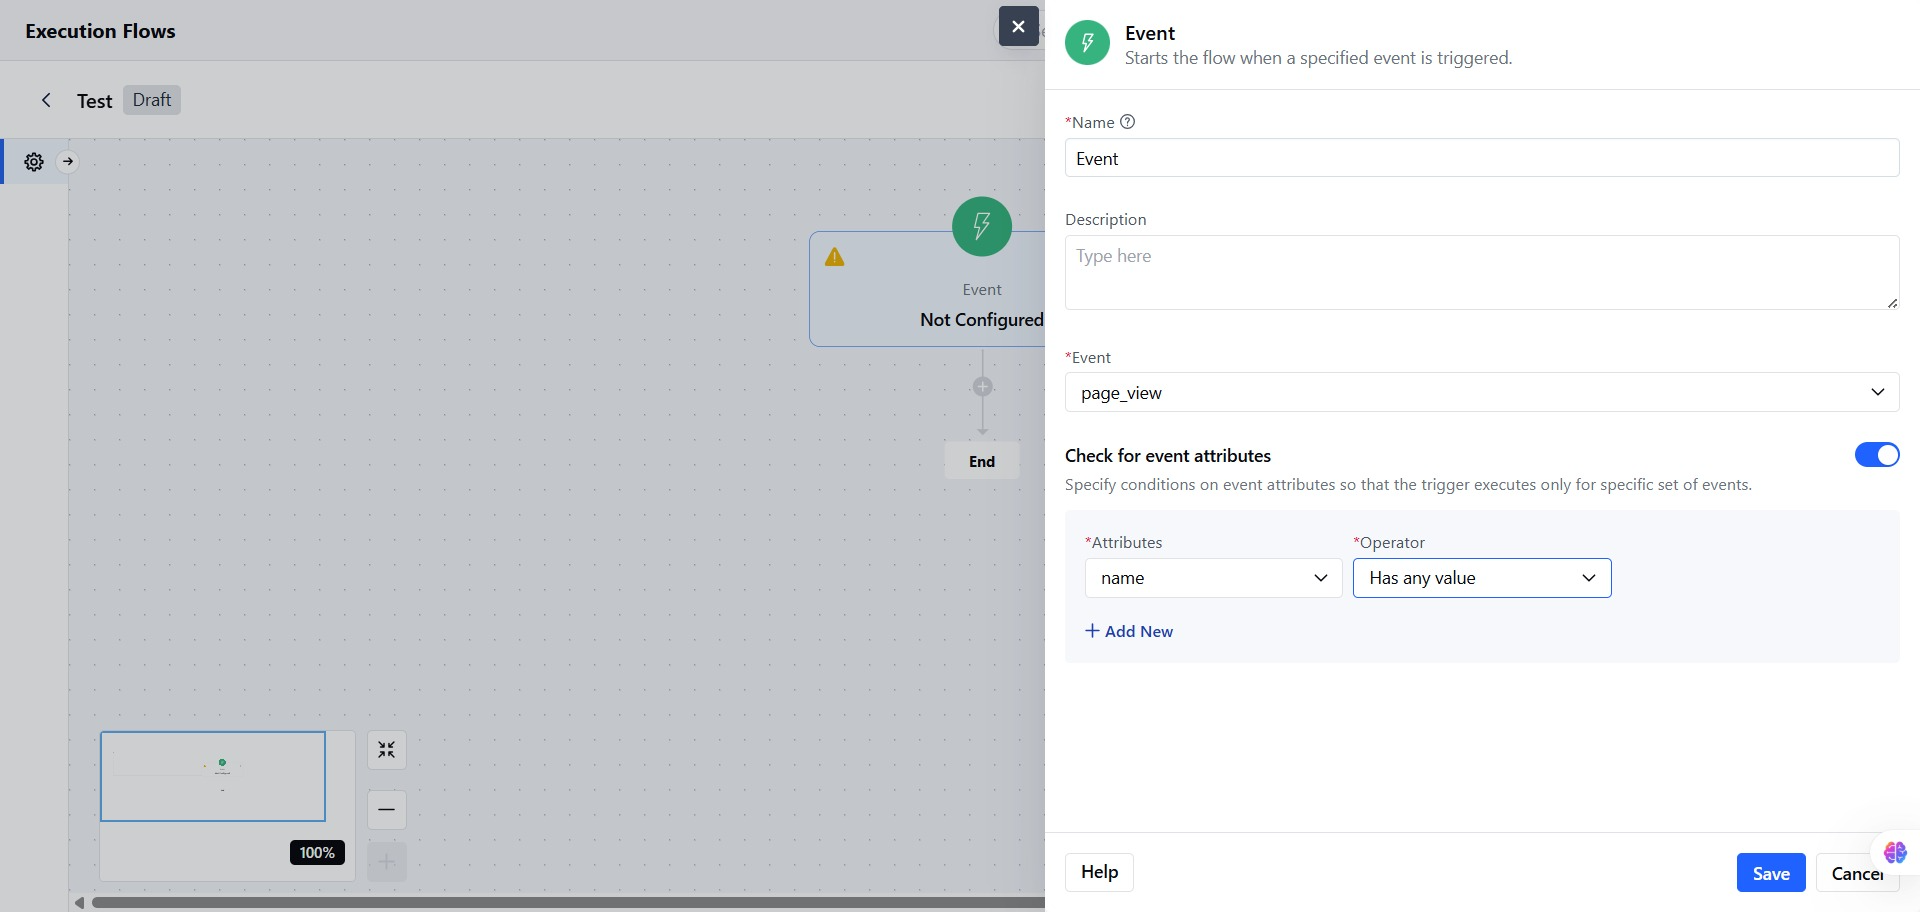 Execution Flows
Test
Draft
Event
Not Configured
End
100%
Event
Starts the flow when a specified event is triggered.
*Name
Event
Description
Type here
*Event
page_view
Check for event attributes
Specify conditions on event attributes so that the trigger executes only for specific set of events.
*Attributes
*Operator
name
Has any value
Add New
Help
Save
Cancel